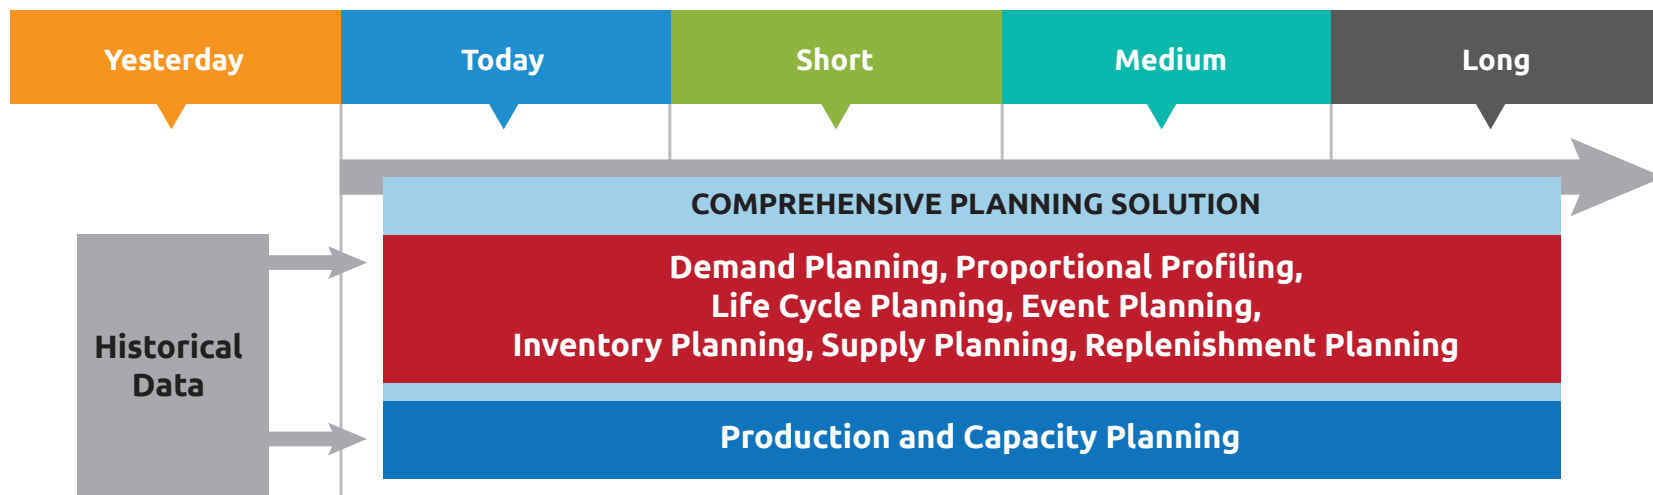 Yesterday
Today
Short
Medium
Long
COMPREHENSIVE PLANNING SOLUTION
Demand Planning, Proportional Profiling,
Life Cycle Planning, Event Planning,
Inventory Planning, Supply Planning, Replenishment Planning
Historical
Data
Production and Capacity Planning